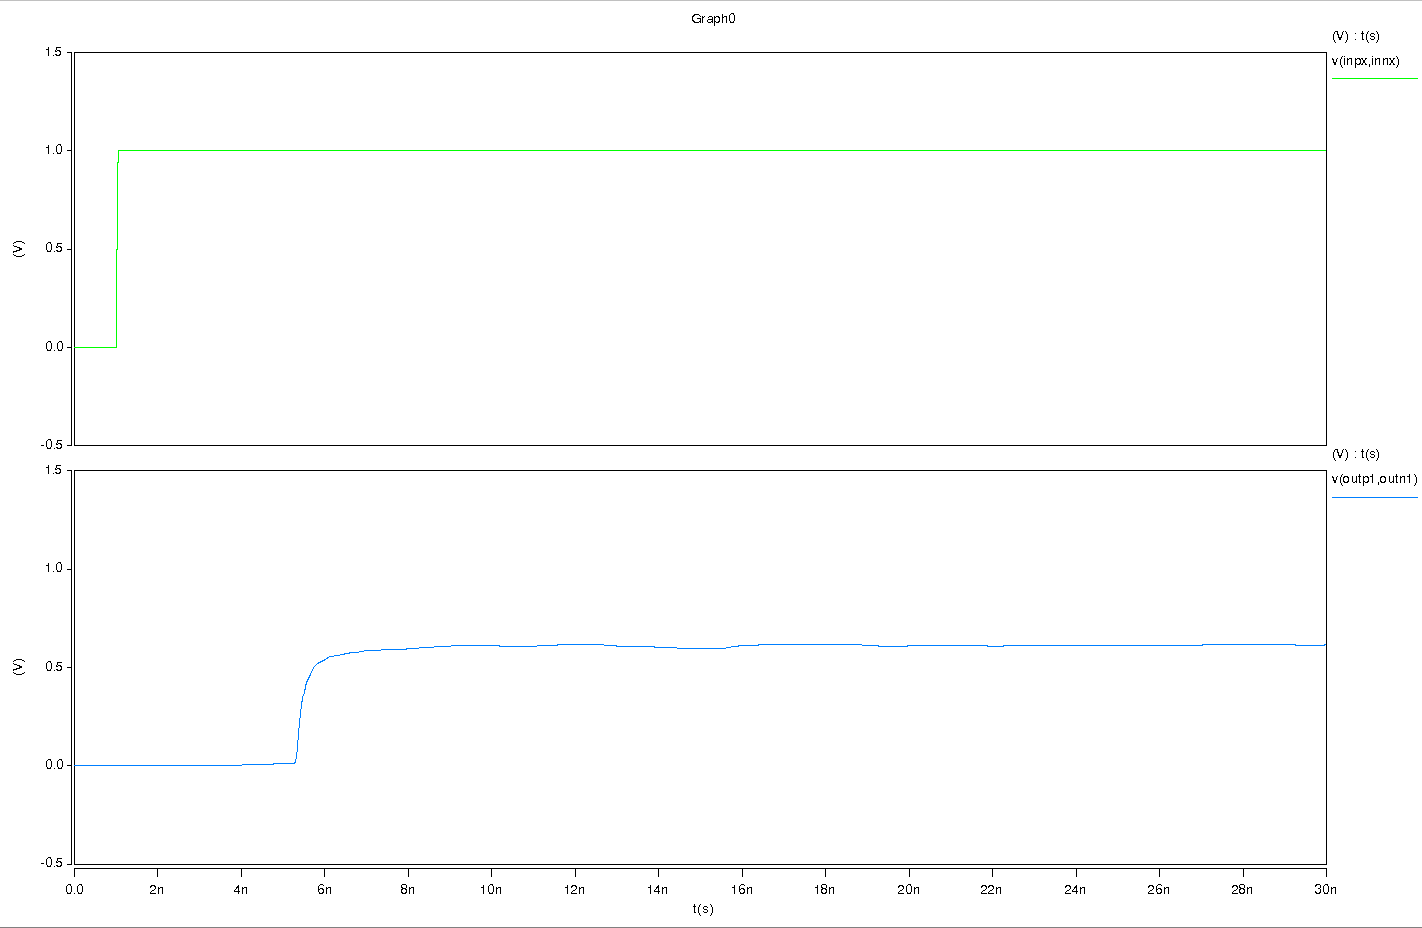 Graph0
(V) : t(s)
v(inpx,innx)
1.5
1.0
0.5
0.0
-0.5
(V)
(V) : t(s)
v(outp1,outn1)
1.5
1.0
0.5
0.0
-0.5
(V)
0.0 2n 4n 6n 8n 10n 12n 14n 16n 18n 20n 22n 24n 26n 28n 30n
t(s)